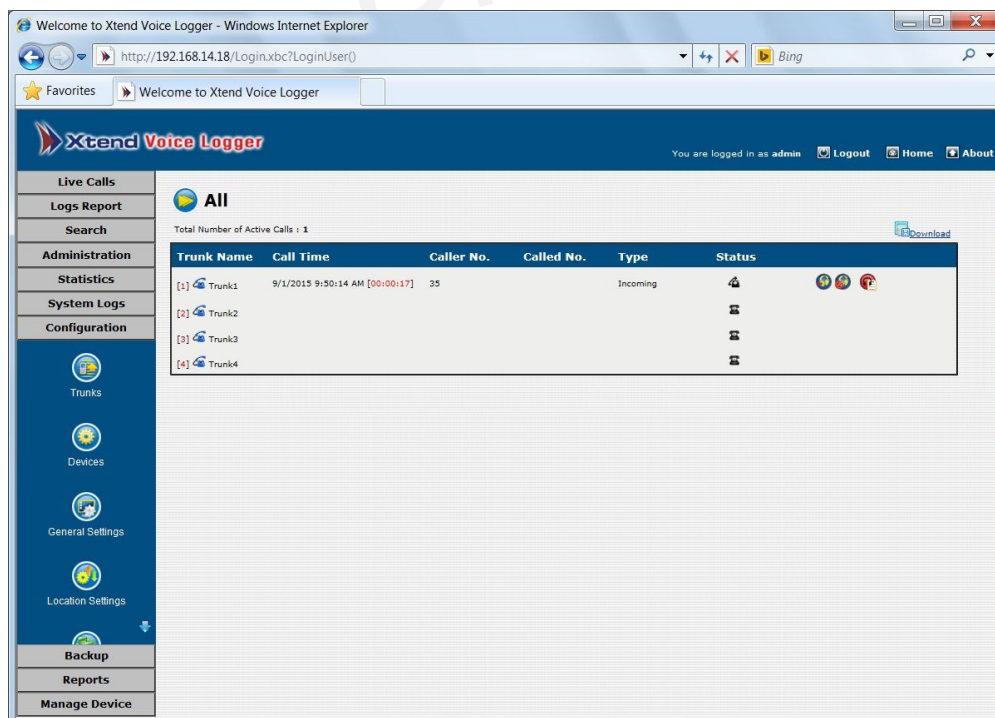 Welcome to Xtend Voice Logger - Windows Internet Explorer
http://192.168.14.18/Login.xbc?LoginUser()
Bing
Favorites
Welcome to Xtend Voice Logger
Xtend Voice Logger
You are logged in as admin Logout Home About
Live Calls
Logs Report
Search
Administration
Statistics
System Logs
Configuration
Trunks
Devices
General Settings
Location Settings
Backup
Reports
Manage Device
All
Total Number of Active Calls : 1
Download
Trunk Name Call Time Caller No. Called No. Type Status
[1] Trunk1 9/1/2015 9:50:14 AM [00:00:17] 35 Incoming
[2] Trunk2
[3] Trunk3
[4] Trunk4